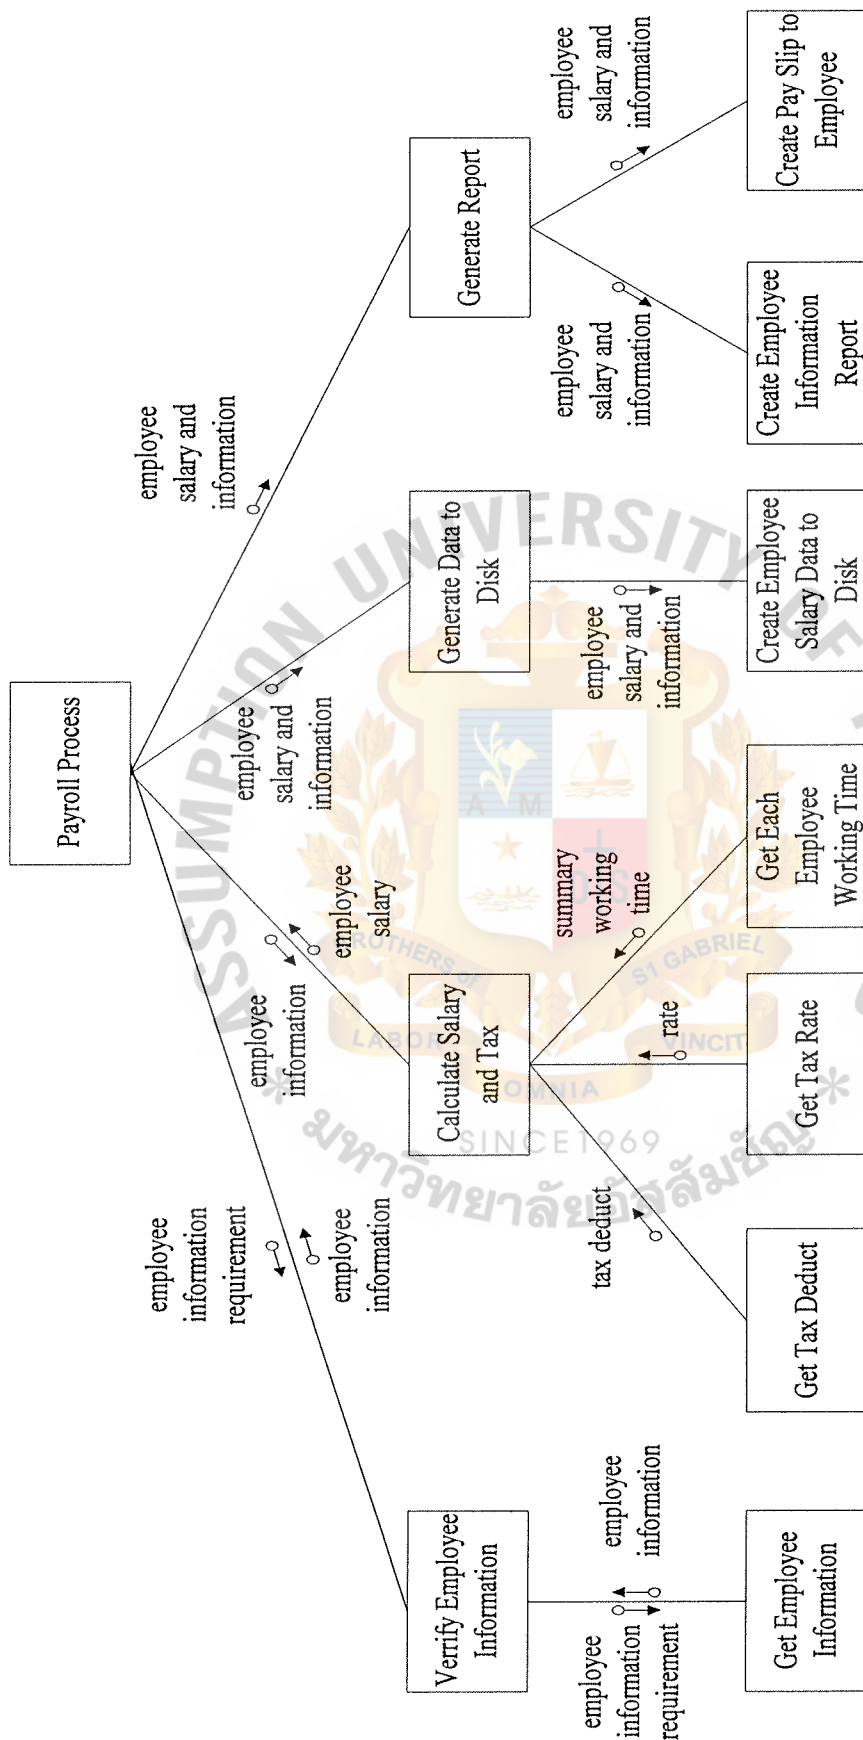 Payroll Process
employee
information
requirement
employee
information
employee
information
employee
salary
employee
salary and
information
employee
salary and
information
Verrify Employee
Information
Calculate Salary
and Tax
Generate Data to
Disk
Generate Report
employee
information
requirement
employee
information
tax deduct
rate
summary
working
time
employee
salary and
information
employee
salary and
information
employee
salary and
information
Get Employee
Information
Get Tax Deduct
Get Tax Rate
Get Each
Employee
Working Time
Create Employee
Salary Data to
Disk
Create Employee
Information
Report
Create Pay Slip to
Employee
ASSUMPTION UNIVERSITY OF
A M
D S
BROTHERS of
S1 GABRIEL
LABOR
OMNIA
VINCIT
SINCE1969
* มหาวิทยาลัยอัสสัมชัญ *